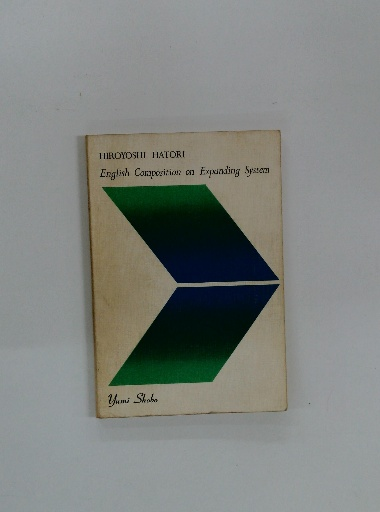 HIROYOSHI HATORI
English Composition on Expanding System
Yumi Shobo